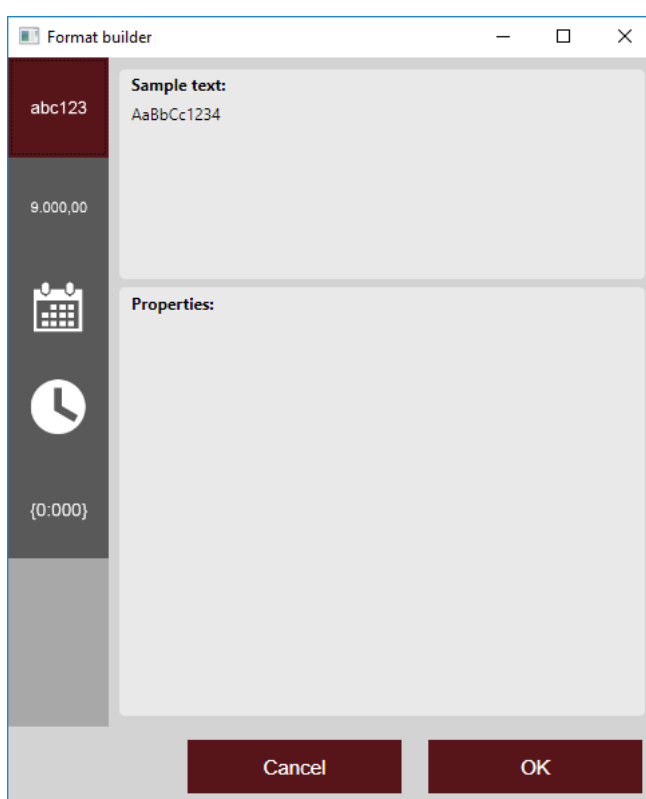 Format builder
abc123
9.000,00
{0:000}
Sample text:
AaBbCc1234
Properties:
Cancel
OK